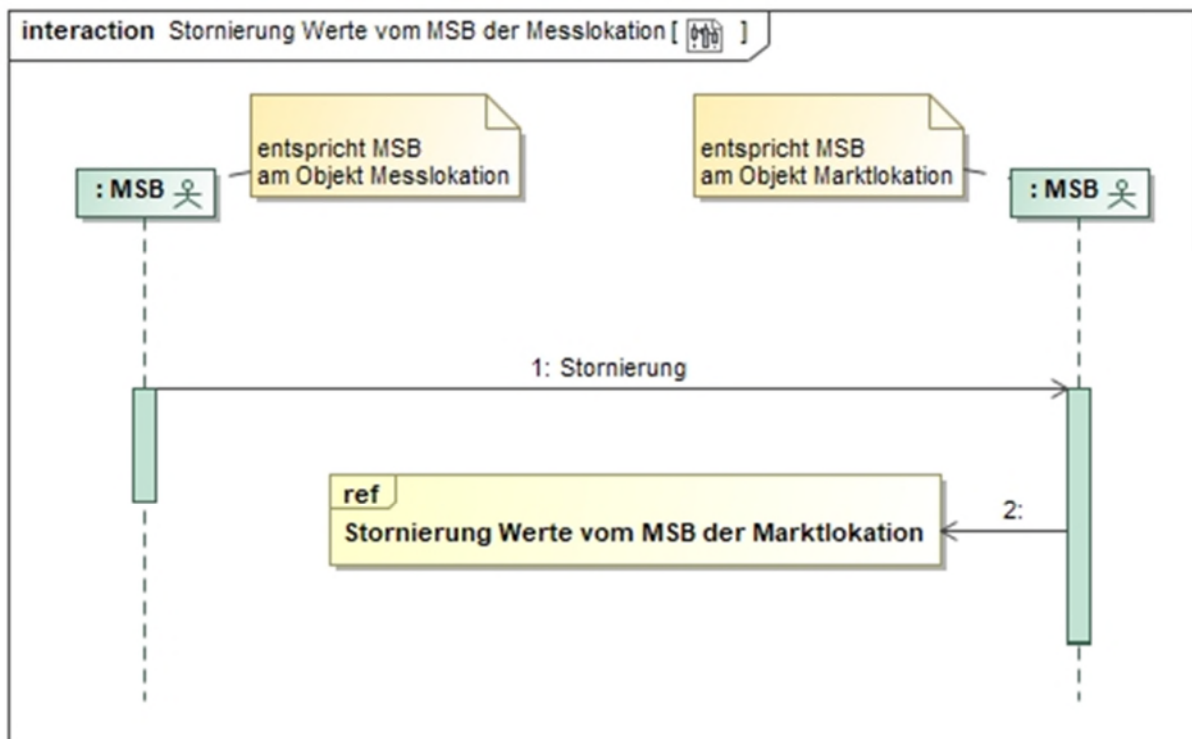 interaction Stornierung Werte vom MSB der Messlokation [ ]
entspricht MSB
am Objekt Messlokation
entspricht MSB
am Objekt Marktlokation
: MSB
: MSB
1: Stornierung
ref
Stornierung Werte vom MSB der Marktlokation
2: